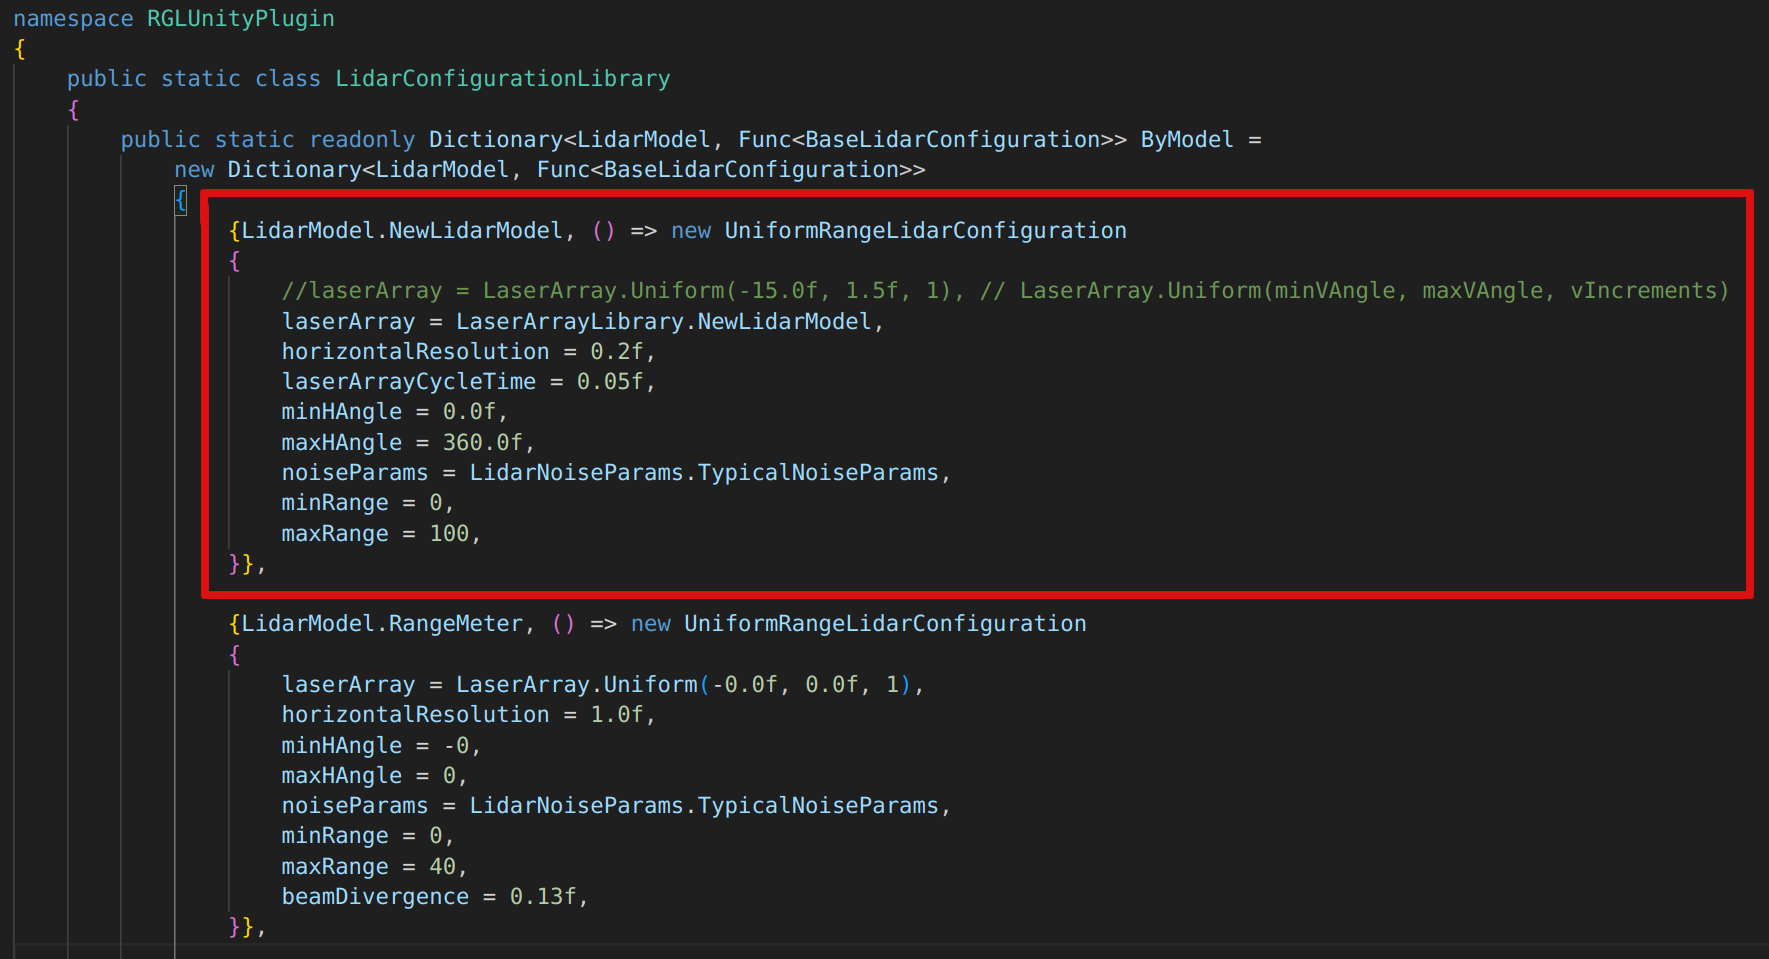 namespace RGLUnityPlugin
{
public static class LidarConfigurationLibrary
{
public static readonly Dictionary<LidarModel, Func<BaseLidarConfiguration>> ByModel =
new Dictionary<LidarModel, Func<BaseLidarConfiguration>>
{
{LidarModel.NewLidarModel, () => new UniformRangeLidarConfiguration
{
//laserArray = LaserArray.Uniform(-15.0f, 1.5f, 1), // LaserArray.Uniform(minVAngle, maxVAngle, vIncrements)
laserArray = LaserArrayLibrary.NewLidarModel,
horizontalResolution = 0.2f,
laserArrayCycleTime = 0.05f,
minHAngle = 0.0f,
maxHAngle = 360.0f,
noiseParams = LidarNoiseParams.TypicalNoiseParams,
minRange = 0,
maxRange = 100,
}},
{LidarModel.RangeMeter, () => new UniformRangeLidarConfiguration
{
laserArray = LaserArray.Uniform(-0.0f, 0.0f, 1),
horizontalResolution = 1.0f,
minHAngle = -0,
maxHAngle = 0,
noiseParams = LidarNoiseParams.TypicalNoiseParams,
minRange = 0,
maxRange = 40,
beamDivergence = 0.13f,
}},